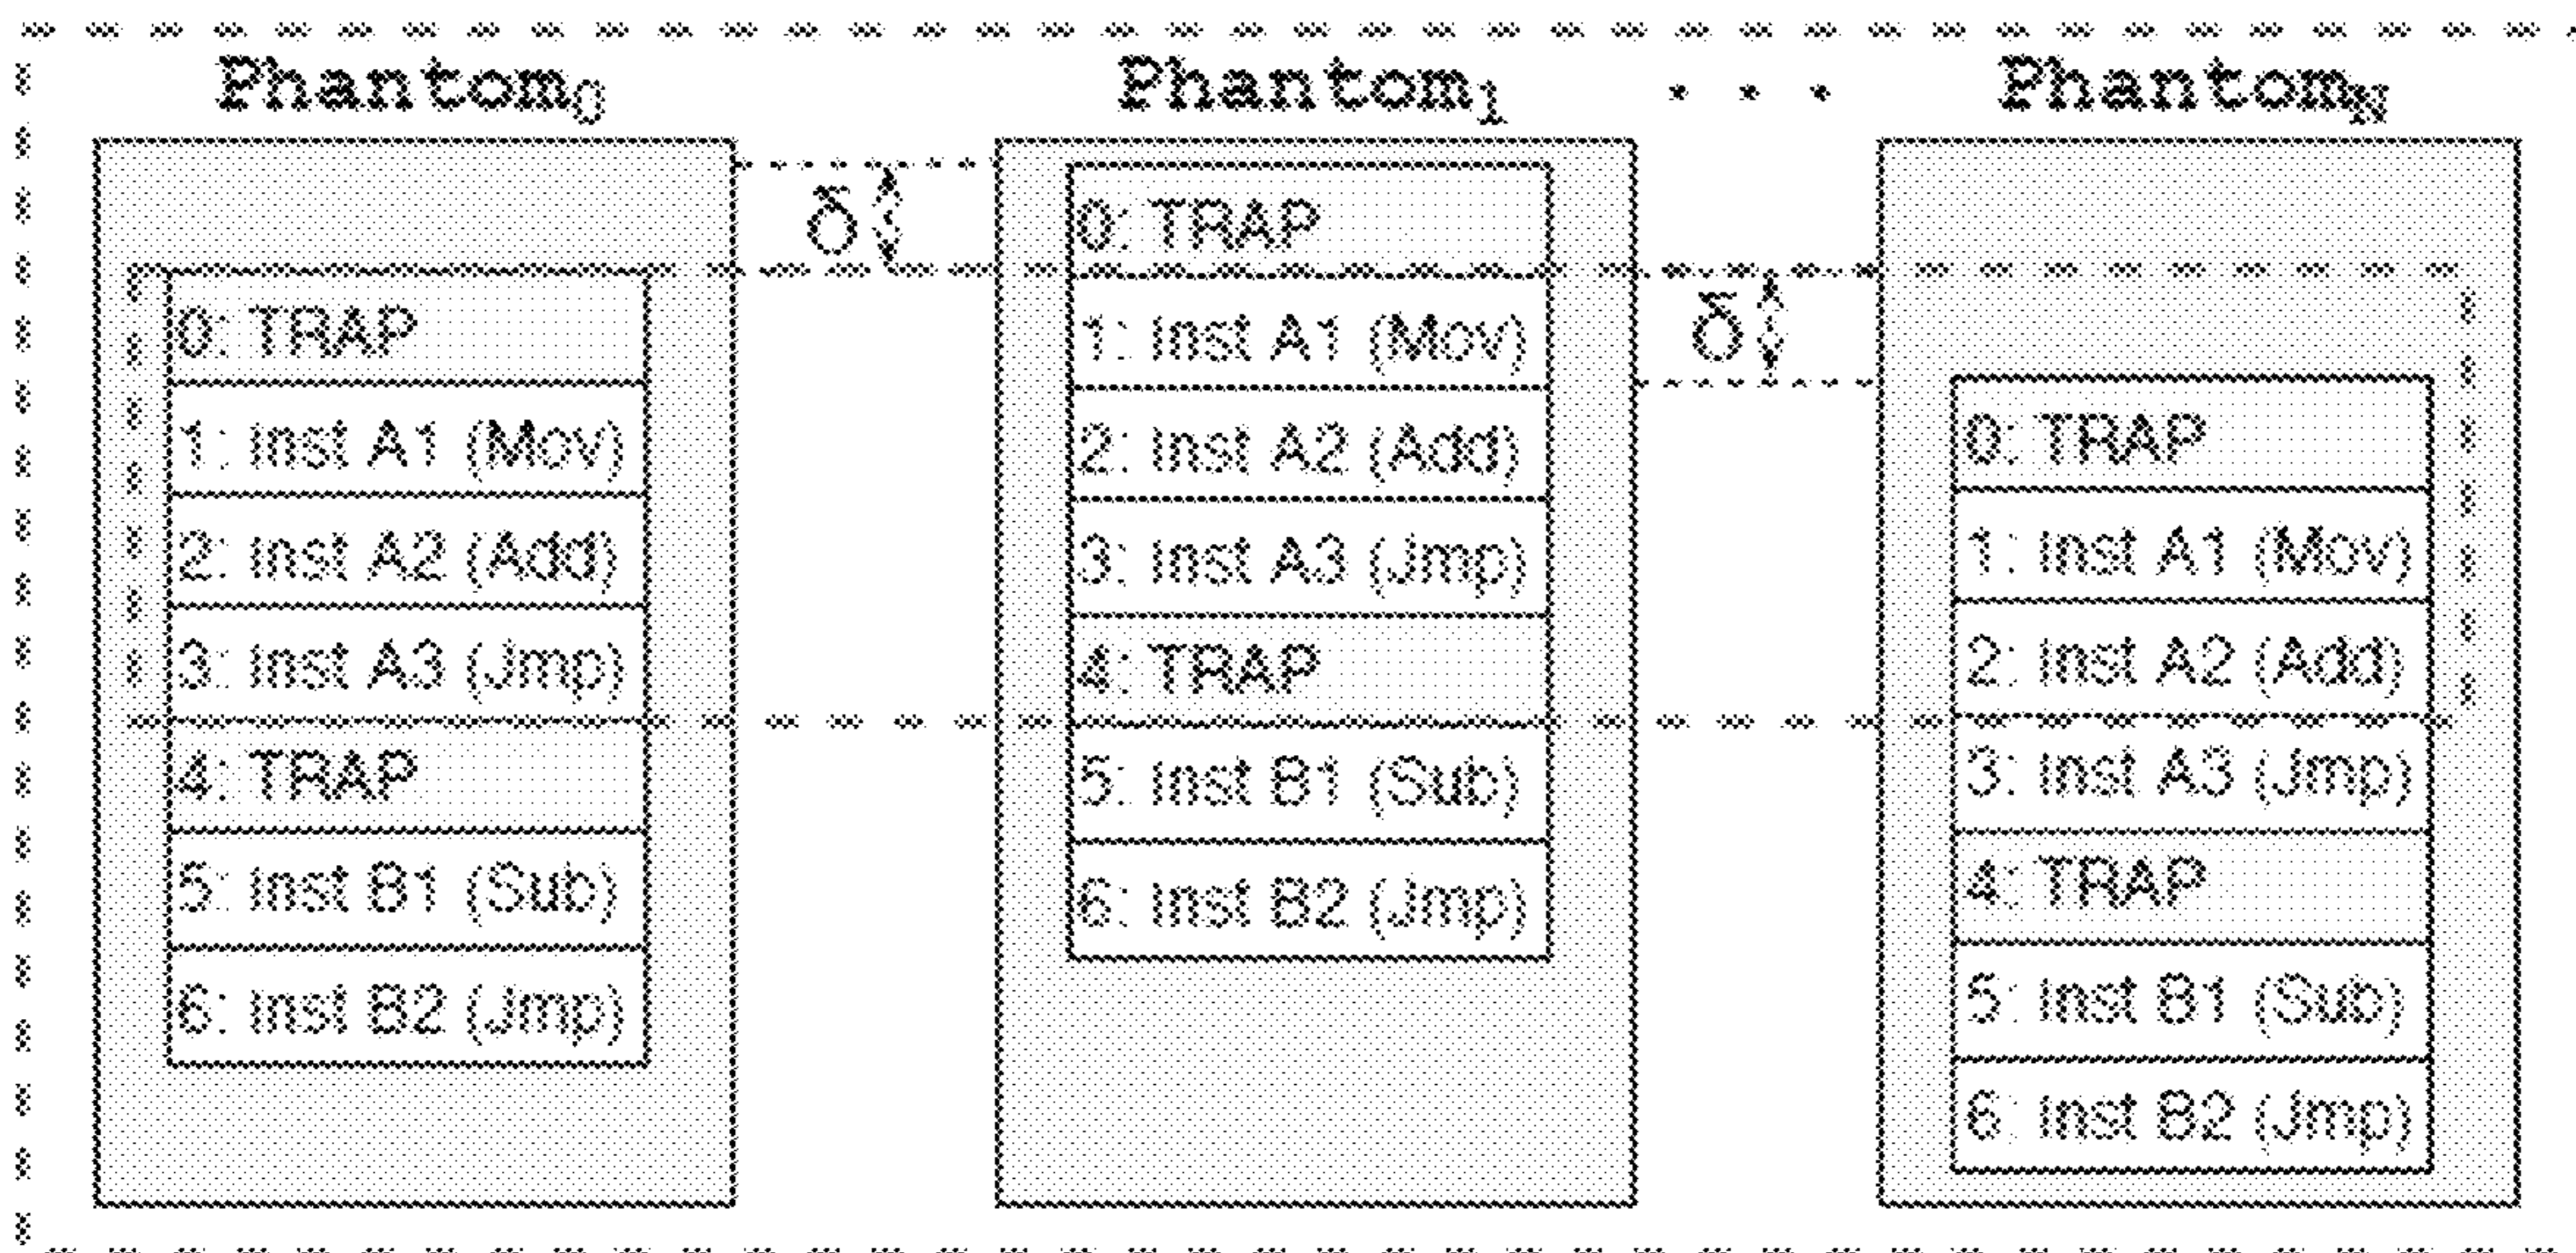 Phantom0 Phantom1 . . . PhantomN
δ
δ
0: TRAP
1: Inst A1 (Mov)
2: Inst A2 (Add)
3: Inst A3 (Jmp)
4: TRAP
5: Inst B1 (Sub)
6: Inst B2 (Jmp)
0: TRAP
1: Inst A1 (Mov)
2: Inst A2 (Add)
3: Inst A3 (Jmp)
4: TRAP
5: Inst B1 (Sub)
6: Inst B2 (Jmp)
0: TRAP
1: Inst A1 (Mov)
2: Inst A2 (Add)
3: Inst A3 (Jmp)
4: TRAP
5: Inst B1 (Sub)
6: Inst B2 (Jmp)